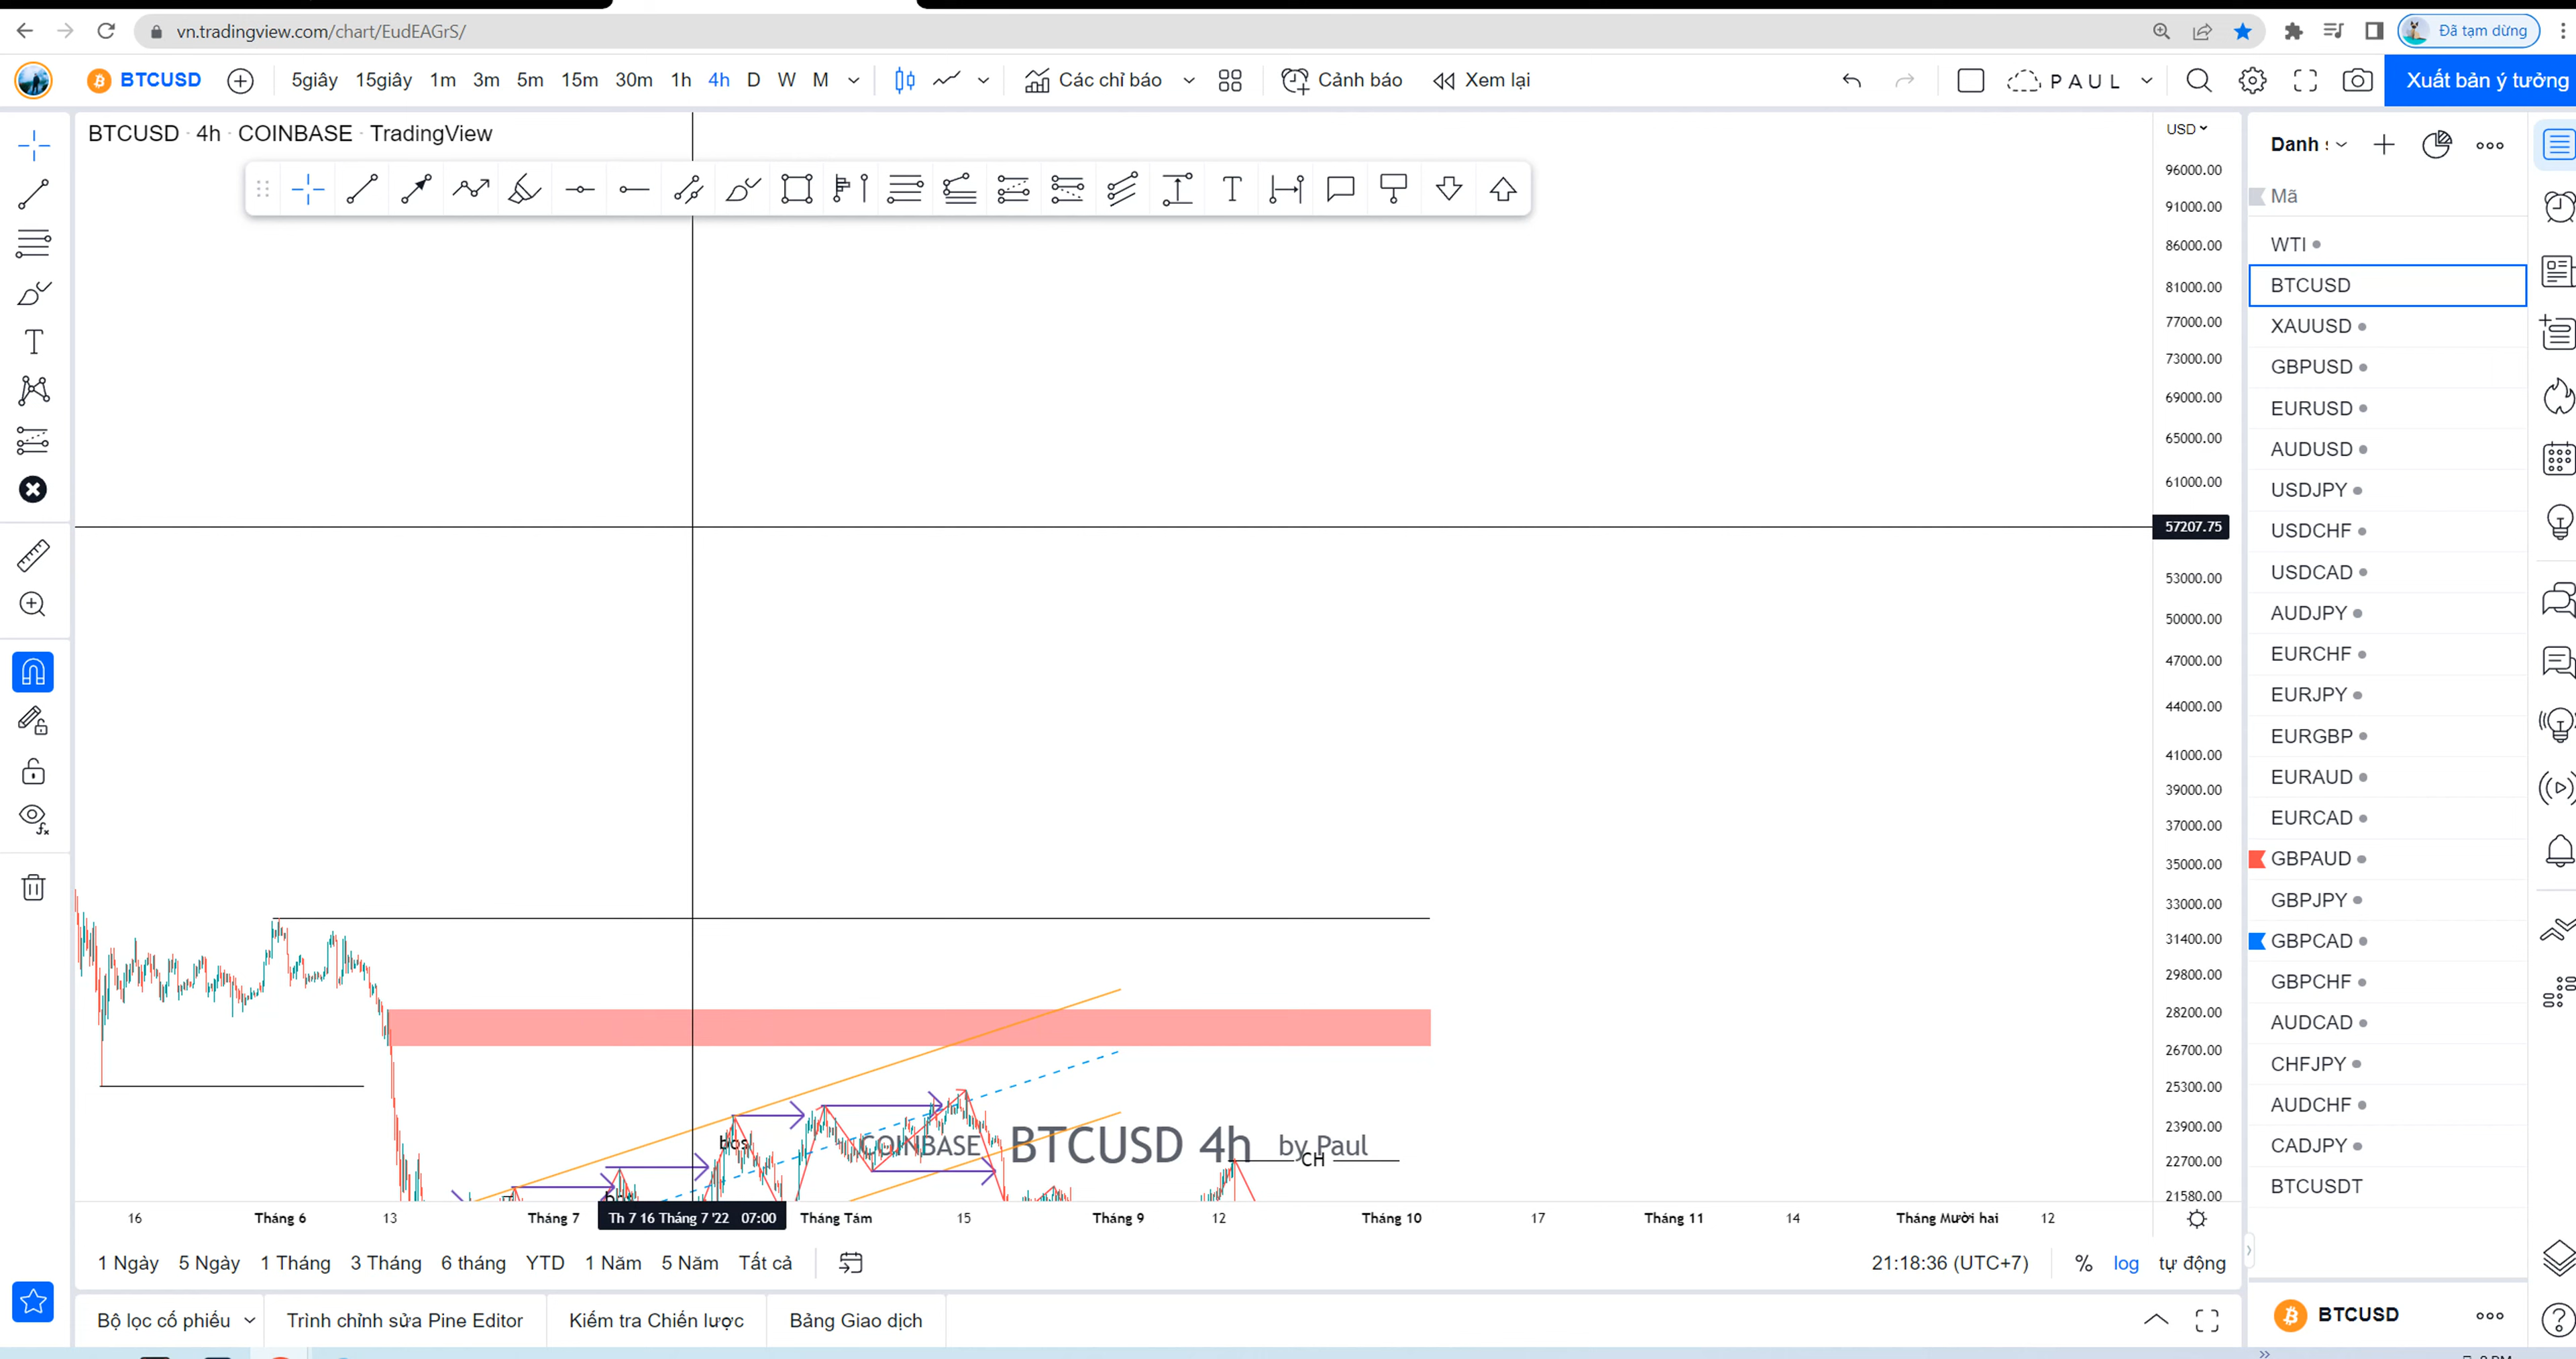 vn.tradingview.com/chart/EudEAGrS/
Đã tạm dừng
BTCUSD
5giây 15giây 1m 3m 5m 15m 30m 1h 4h D W M
Các chỉ báo
Cảnh báo
Xem lại
PAUL
Xuất bản ý tưởng
BTCUSD · 4h · COINBASE · TradingView
USD
96000.00
91000.00
86000.00
81000.00
77000.00
73000.00
69000.00
65000.00
61000.00
57207.75
53000.00
50000.00
47000.00
44000.00
41000.00
39000.00
37000.00
35000.00
33000.00
31400.00
29800.00
28200.00
26700.00
25300.00
23900.00
22700.00
21580.00
bos
COINBASE BTCUSD 4h by Paul
CH
16 Tháng 6 13 Tháng 7 Th 7 16 Tháng 7 '22 07:00 Tháng Tám 15 Tháng 9 12 Tháng 10 17 Tháng 11 14 Tháng Mười hai 12
1 Ngày 5 Ngày 1 Tháng 3 Tháng 6 tháng YTD 1 Năm 5 Năm Tất cả
21:18:36 (UTC+7) % log tự động
Bộ lọc cổ phiếu Trình chỉnh sửa Pine Editor Kiểm tra Chiến lược Bảng Giao dịch
Danh
Mã
WTI
BTCUSD
XAUUSD
GBPUSD
EURUSD
AUDUSD
USDJPY
USDCHF
USDCAD
AUDJPY
EURCHF
EURJPY
EURGBP
EURAUD
EURCAD
GBPAUD
GBPJPY
GBPCAD
GBPCHF
AUDCAD
CHFJPY
AUDCHF
CADJPY
BTCUSDT
BTCUSD